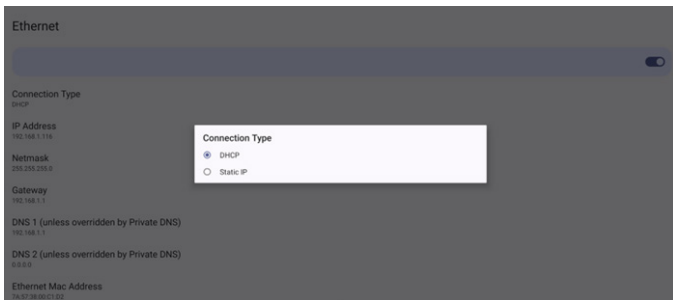 Ethernet
Connection Type
DHCP
IP Address
192.168.1.116
Netmask
255.255.255.0
Gateway
192.168.1.1
DNS 1 (unless overridden by Private DNS)
192.168.1.1
DNS 2 (unless overridden by Private DNS)
0.0.0.0
Ethernet Mac Address
Connection Type
DHCP
Static IP